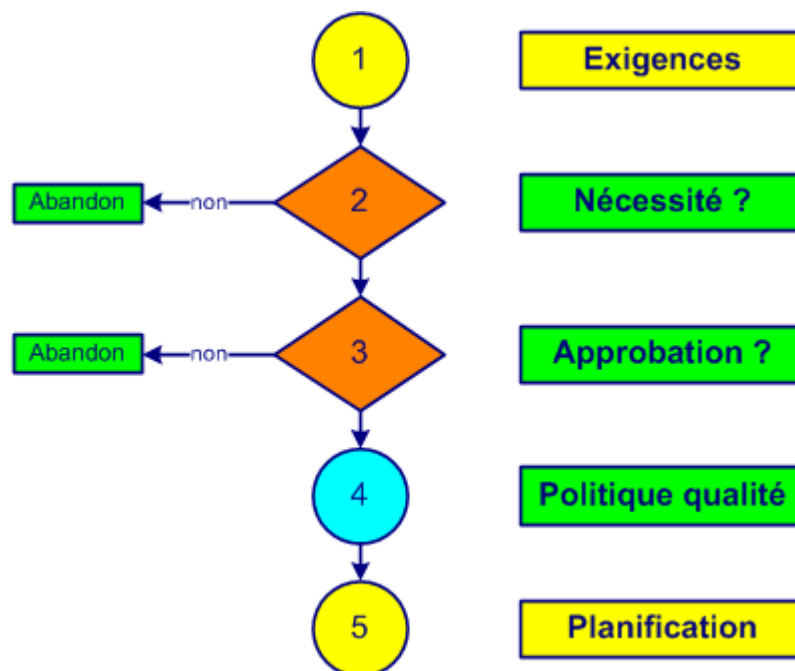 1
Exigences
Abandon
non
2
Nécessité ?
Abandon
non
3
Approbation ?
4
Politique qualité
5
Planification